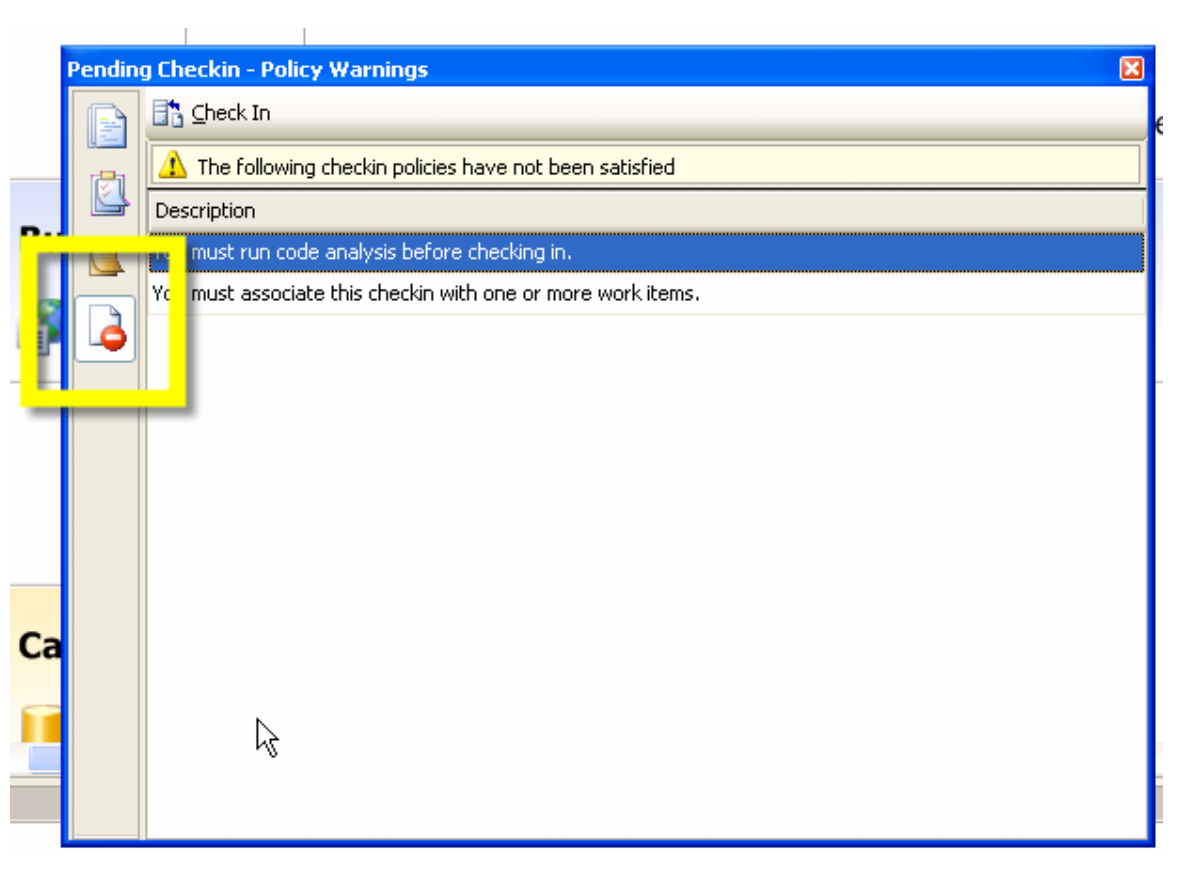 Pending Checkin - Policy Warnings
Check In
The following checkin policies have not been satisfied
Description
must run code analysis before checking in.
You must associate this checkin with one or more work items.
Ca